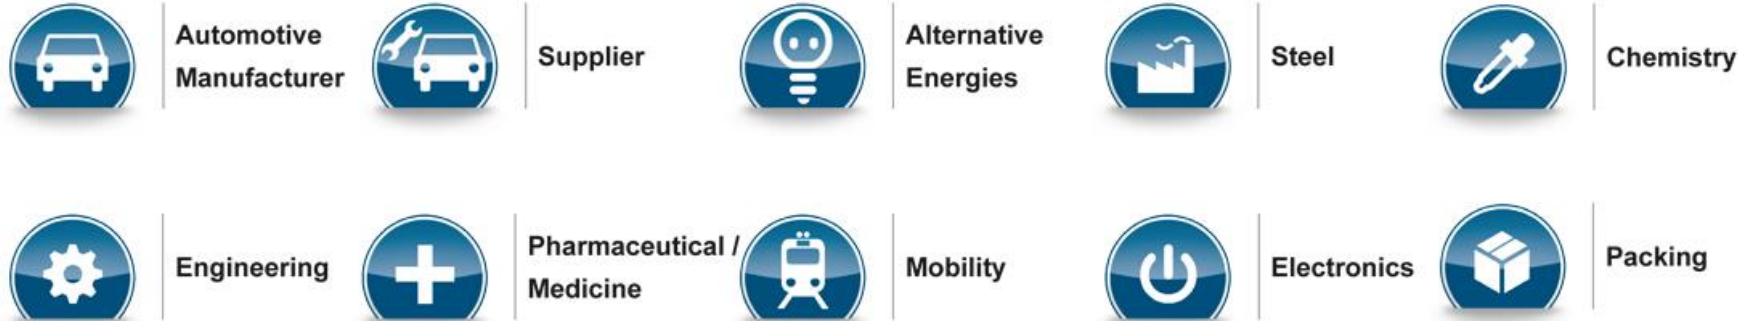 Automotive
Manufacturer
Supplier
Alternative
Energies
Steel
Chemistry
Engineering
Pharmaceutical /
Medicine
Mobility
Electronics
Packing